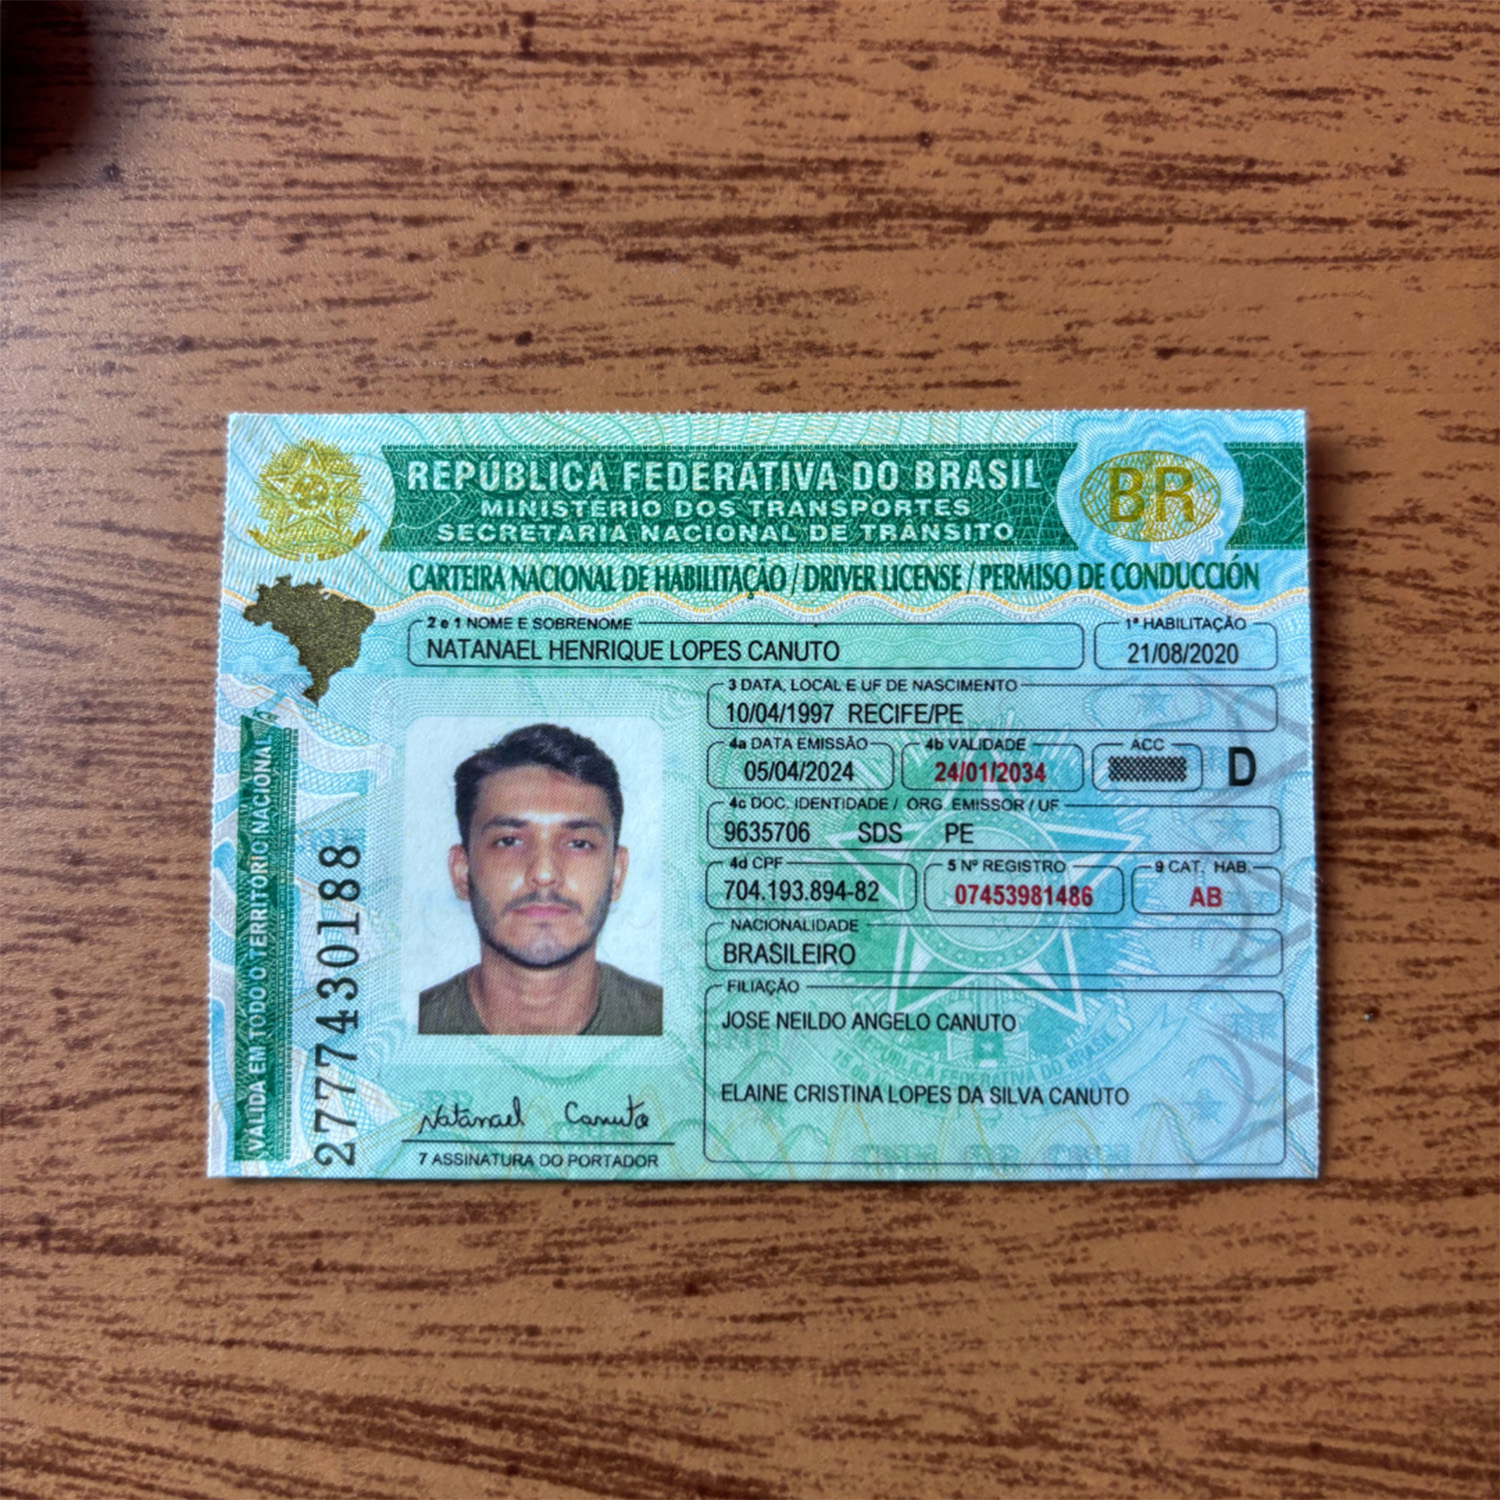 REPÚBLICA FEDERATIVA DO BRASIL
MINISTÉRIO DOS TRANSPORTES
SECRETARIA NACIONAL DE TRÂNSITO
BR
CARTEIRA NACIONAL DE HABILITAÇÃO / DRIVER LICENSE / PERMISO DE CONDUCCIÓN
2 e 1 NOME E SOBRENOME
NATANAEL HENRIQUE LOPES CANUTO
1ª HABILITAÇÃO
21/08/2020
3 DATA, LOCAL E UF DE NASCIMENTO
10/04/1997 RECIFE/PE
4a DATA EMISSÃO
05/04/2024
4b VALIDADE
24/01/2034
ACC
D
4c DOC. IDENTIDADE / ORG. EMISSOR / UF
9635706 SDS PE
4d CPF
704.193.894-82
5 Nº REGISTRO
07453981486
9 CAT. HAB.
AB
NACIONALIDADE
BRASILEIRO
FILIAÇÃO
JOSE NEILDO ANGELO CANUTO
ELAINE CRISTINA LOPES DA SILVA CANUTO
VÁLIDA EM TODO O TERRITÓRIO NACIONAL
2777430188
Natanael Canuto
7 ASSINATURA DO PORTADOR
REPÚBLICA FEDERATIVA DO BRASIL